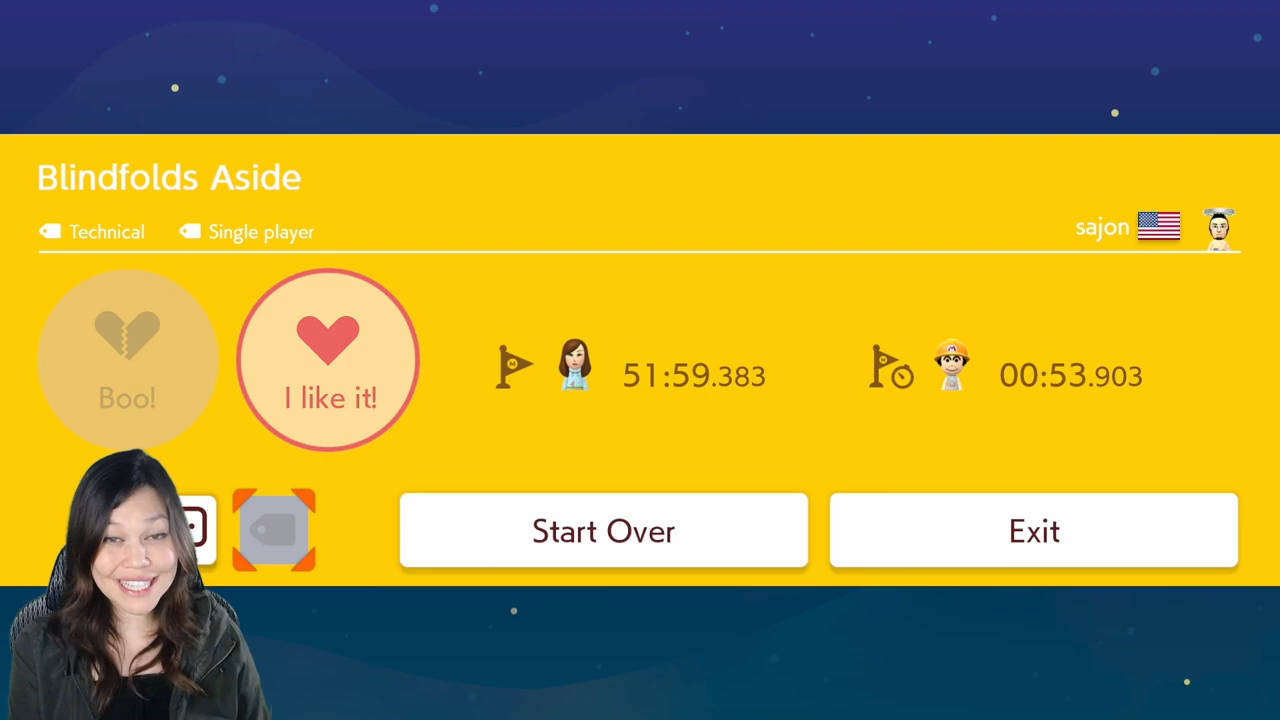 Blindfolds Aside
Technical Single player
sajon
Boo!
I like it!
51:59.383
00:53.903
Start Over
Exit